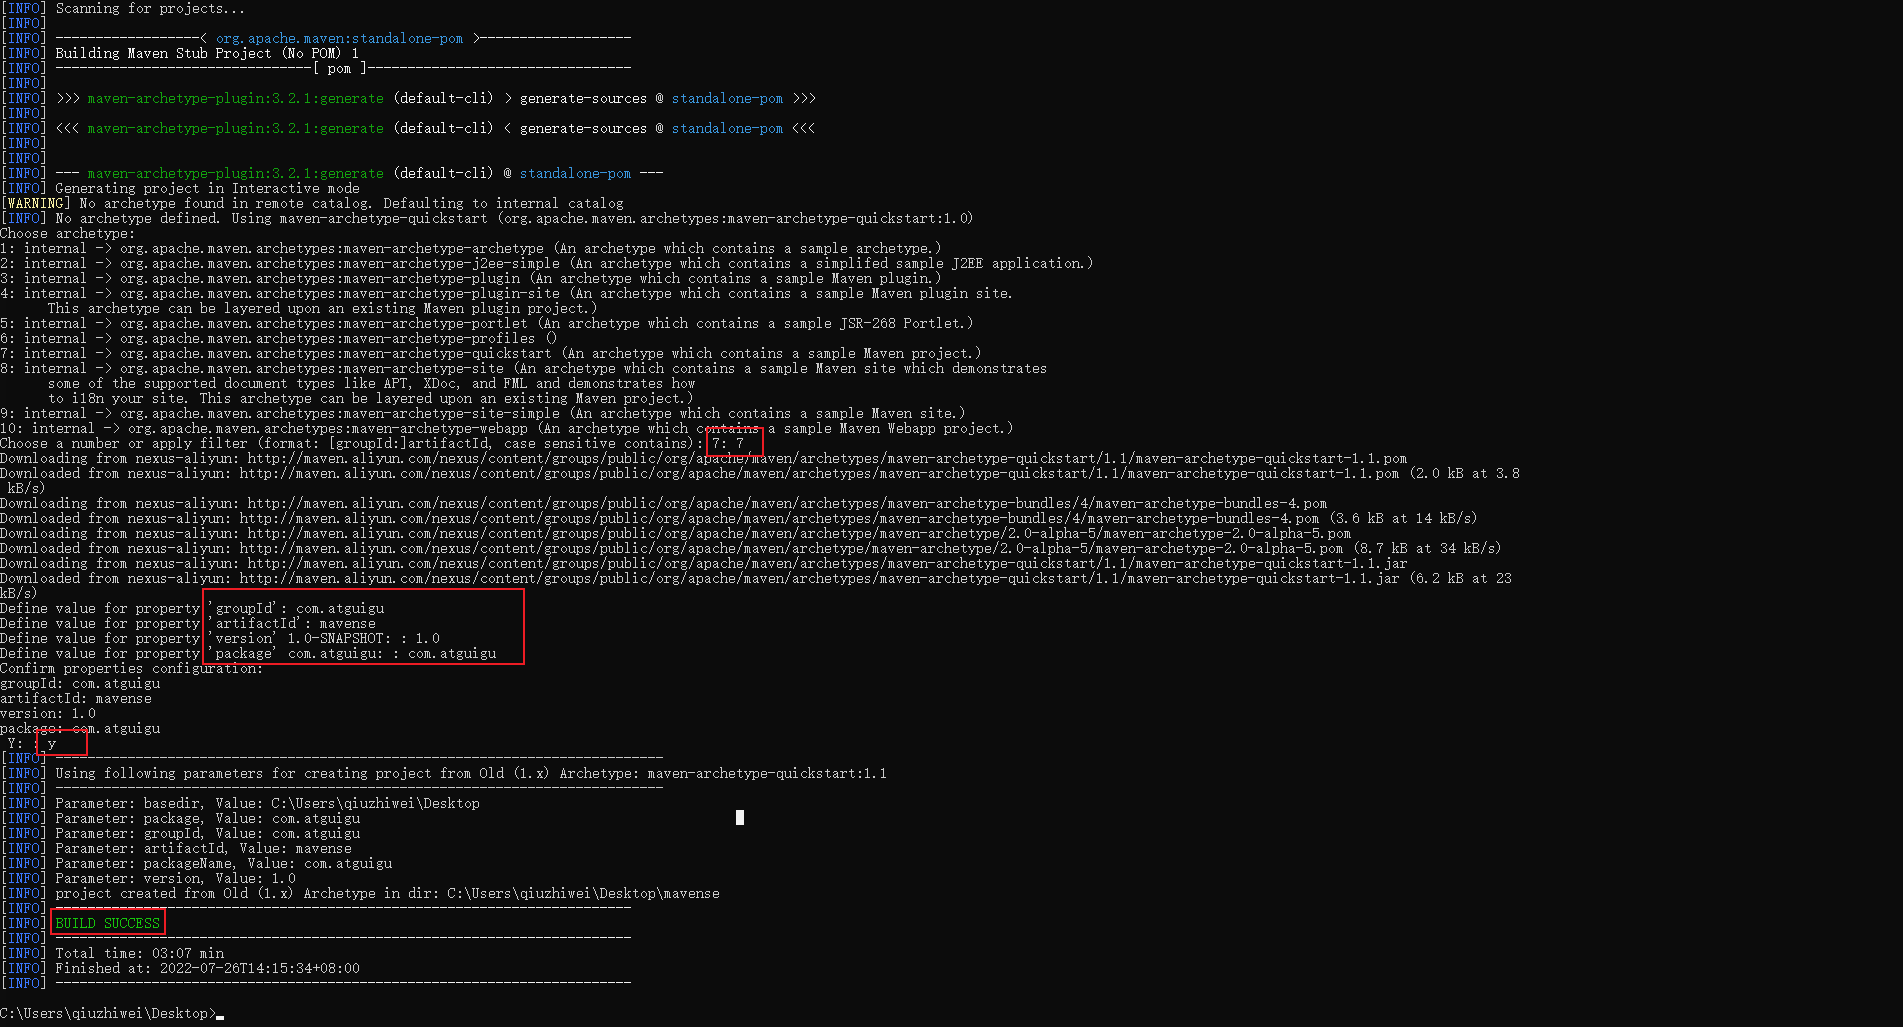 [INFO] Scanning for projects...
[INFO]
[INFO] ------------------< org.apache.maven:standalone-pom >-------------------
[INFO] Building Maven Stub Project (No POM) 1
[INFO] --------------------------------[ pom ]---------------------------------
[INFO]
[INFO] >>> maven-archetype-plugin:3.2.1:generate (default-cli) > generate-sources @ standalone-pom >>>
[INFO]
[INFO] <<< maven-archetype-plugin:3.2.1:generate (default-cli) < generate-sources @ standalone-pom <<<
[INFO]
[INFO]
[INFO] --- maven-archetype-plugin:3.2.1:generate (default-cli) @ standalone-pom ---
[INFO] Generating project in Interactive mode
[WARNING] No archetype found in remote catalog. Defaulting to internal catalog
[INFO] No archetype defined. Using maven-archetype-quickstart (org.apache.maven.archetypes:maven-archetype-quickstart:1.0)
Choose archetype:
1: internal -> org.apache.maven.archetypes:maven-archetype-archetype (An archetype which contains a sample archetype.)
2: internal -> org.apache.maven.archetypes:maven-archetype-j2ee-simple (An archetype which contains a simplifed sample J2EE application.)
3: internal -> org.apache.maven.archetypes:maven-archetype-plugin (An archetype which contains a sample Maven plugin.)
4: internal -> org.apache.maven.archetypes:maven-archetype-plugin-site (An archetype which contains a sample Maven plugin site.
      This archetype can be layered upon an existing Maven plugin project.)
5: internal -> org.apache.maven.archetypes:maven-archetype-portlet (An archetype which contains a sample JSR-268 Portlet.)
6: internal -> org.apache.maven.archetypes:maven-archetype-profiles ()
7: internal -> org.apache.maven.archetypes:maven-archetype-quickstart (An archetype which contains a sample Maven project.)
8: internal -> org.apache.maven.archetypes:maven-archetype-site (An archetype which contains a sample Maven site which demonstrates
      some of the supported document types like APT, XDoc, and FML and demonstrates how
      to i18n your site. This archetype can be layered upon an existing Maven project.)
9: internal -> org.apache.maven.archetypes:maven-archetype-site-simple (An archetype which contains a sample Maven site.)
10: internal -> org.apache.maven.archetypes:maven-archetype-webapp (An archetype which contains a sample Maven Webapp project.)
Choose a number or apply filter (format: [groupId:]artifactId, case sensitive contains): 7: 7
Downloading from nexus-aliyun: http://maven.aliyun.com/nexus/content/groups/public/org/apache/maven/archetypes/maven-archetype-quickstart/1.1/maven-archetype-quickstart-1.1.pom
Downloaded from nexus-aliyun: http://maven.aliyun.com/nexus/content/groups/public/org/apache/maven/archetypes/maven-archetype-quickstart/1.1/maven-archetype-quickstart-1.1.pom (2.0 kB at 3.8
 kB/s)
Downloading from nexus-aliyun: http://maven.aliyun.com/nexus/content/groups/public/org/apache/maven/archetypes/maven-archetype-bundles/4/maven-archetype-bundles-4.pom
Downloaded from nexus-aliyun: http://maven.aliyun.com/nexus/content/groups/public/org/apache/maven/archetypes/maven-archetype-bundles/4/maven-archetype-bundles-4.pom (3.6 kB at 14 kB/s)
Downloading from nexus-aliyun: http://maven.aliyun.com/nexus/content/groups/public/org/apache/maven/archetype/maven-archetype/2.0-alpha-5/maven-archetype-2.0-alpha-5.pom
Downloaded from nexus-aliyun: http://maven.aliyun.com/nexus/content/groups/public/org/apache/maven/archetype/maven-archetype/2.0-alpha-5/maven-archetype-2.0-alpha-5.pom (8.7 kB at 34 kB/s)
Downloading from nexus-aliyun: http://maven.aliyun.com/nexus/content/groups/public/org/apache/maven/archetypes/maven-archetype-quickstart/1.1/maven-archetype-quickstart-1.1.jar
Downloaded from nexus-aliyun: http://maven.aliyun.com/nexus/content/groups/public/org/apache/maven/archetypes/maven-archetype-quickstart/1.1/maven-archetype-quickstart-1.1.jar (6.2 kB at 23
kB/s)
Define value for property 'groupId': com.atguigu
Define value for property 'artifactId': mavense
Define value for property 'version' 1.0-SNAPSHOT: : 1.0
Define value for property 'package' com.atguigu: : com.atguigu
Confirm properties configuration:
groupId: com.atguigu
artifactId: mavense
version: 1.0
package: com.atguigu
 Y: : y
[INFO] ----------------------------------------------------------------------------
[INFO] Using following parameters for creating project from Old (1.x) Archetype: maven-archetype-quickstart:1.1
[INFO] ----------------------------------------------------------------------------
[INFO] Parameter: basedir, Value: C:\Users\qiuzhiwei\Desktop
[INFO] Parameter: package, Value: com.atguigu
[INFO] Parameter: groupId, Value: com.atguigu
[INFO] Parameter: artifactId, Value: mavense
[INFO] Parameter: packageName, Value: com.atguigu
[INFO] Parameter: version, Value: 1.0
[INFO] project created from Old (1.x) Archetype in dir: C:\Users\qiuzhiwei\Desktop\mavense
[INFO] ------------------------------------------------------------------------
[INFO] BUILD SUCCESS
[INFO] ------------------------------------------------------------------------
[INFO] Total time: 03:07 min
[INFO] Finished at: 2022-07-26T14:15:34+08:00
[INFO] ------------------------------------------------------------------------
C:\Users\qiuzhiwei\Desktop>